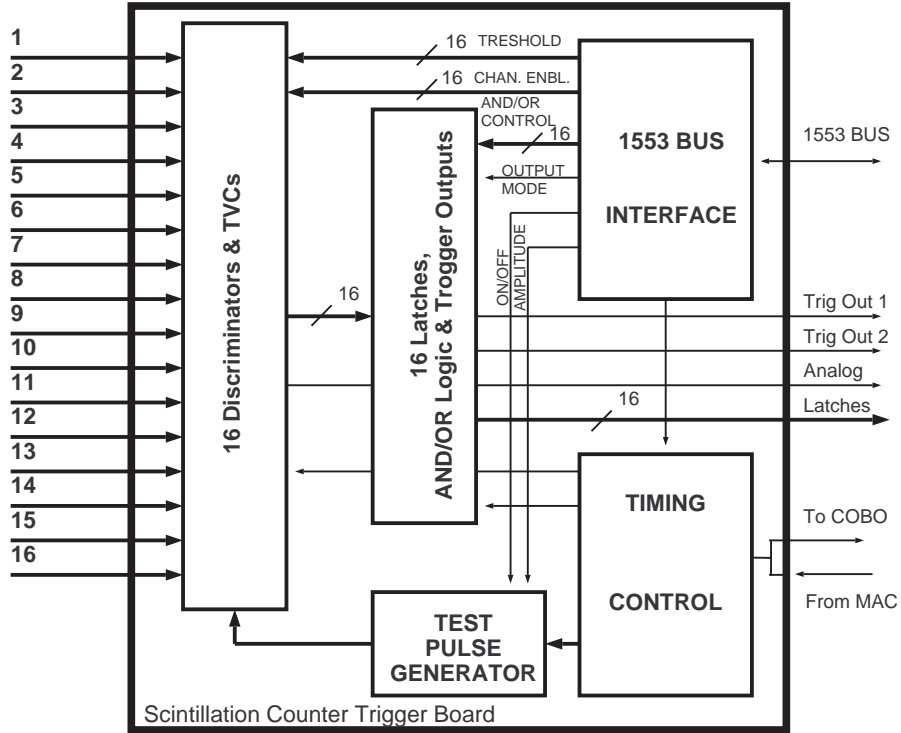 1
2
3
4
5
6
7
8
9
10
11
12
13
14
15
16
16 Discriminators & TVCs
16 TRESHOLD
16 CHAN. ENBL.
AND/OR
CONTROL
16
OUTPUT
MODE
ON/OFF
AMPLITUDE
16
16 Latches,
AND/OR Logic & Trogger Outputs
1553 BUS
INTERFACE
1553 BUS
Trig Out 1
Trig Out 2
Analog
16
Latches
TIMING
CONTROL
To COBO
From MAC
TEST
PULSE
GENERATOR
Scintillation Counter Trigger Board